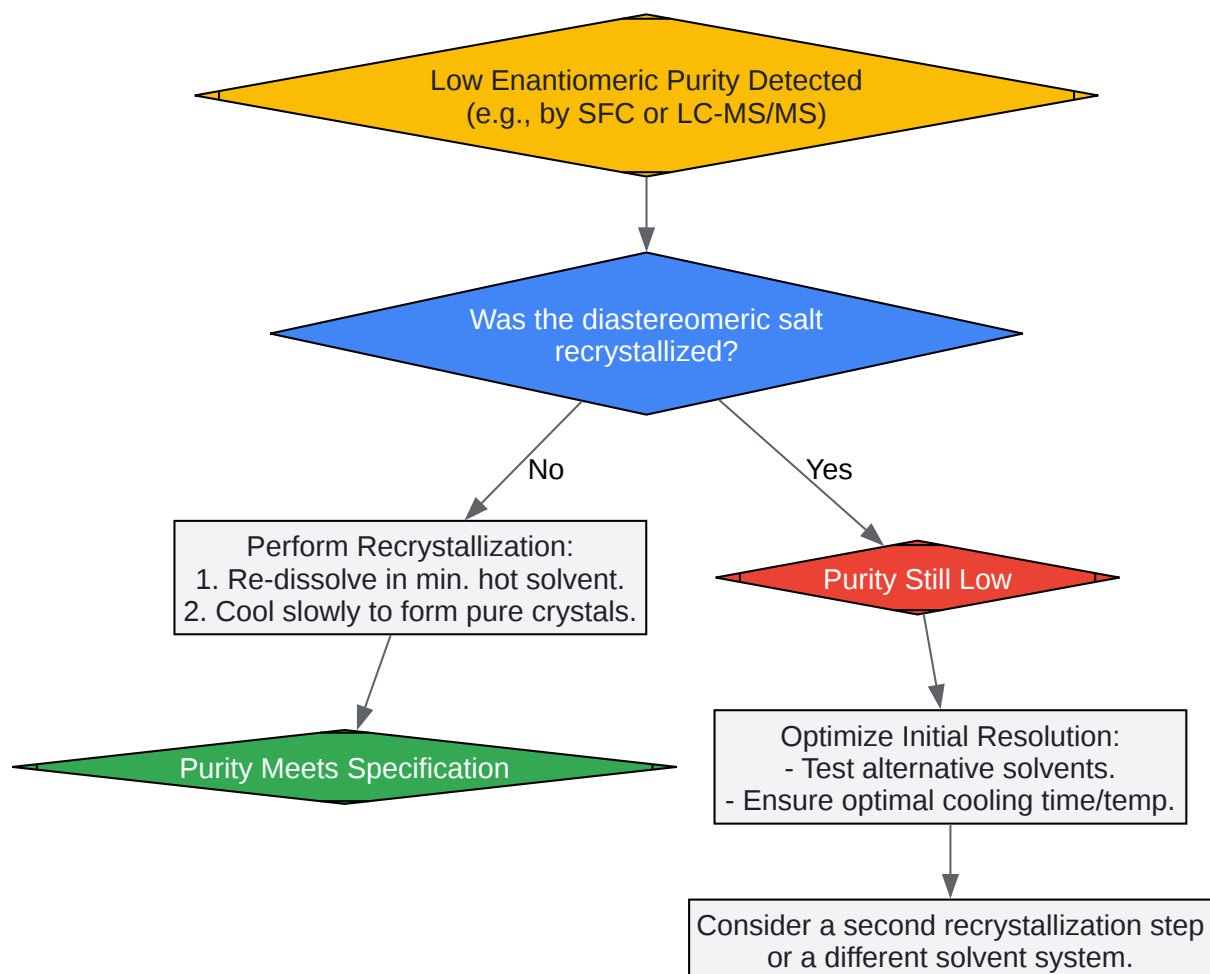 Low Enantiomeric Purity Detected
(e.g., by SFC or LC-MS/MS)
Was the diastereomeric salt
recrystallized?
No
Yes
Perform Recrystallization:
1. Re-dissolve in min. hot solvent.
2. Cool slowly to form pure crystals.
Purity Still Low
Purity Meets Specification
Optimize Initial Resolution:
- Test alternative solvents.
- Ensure optimal cooling time/temp.
Consider a second recrystallization step
or a different solvent system.